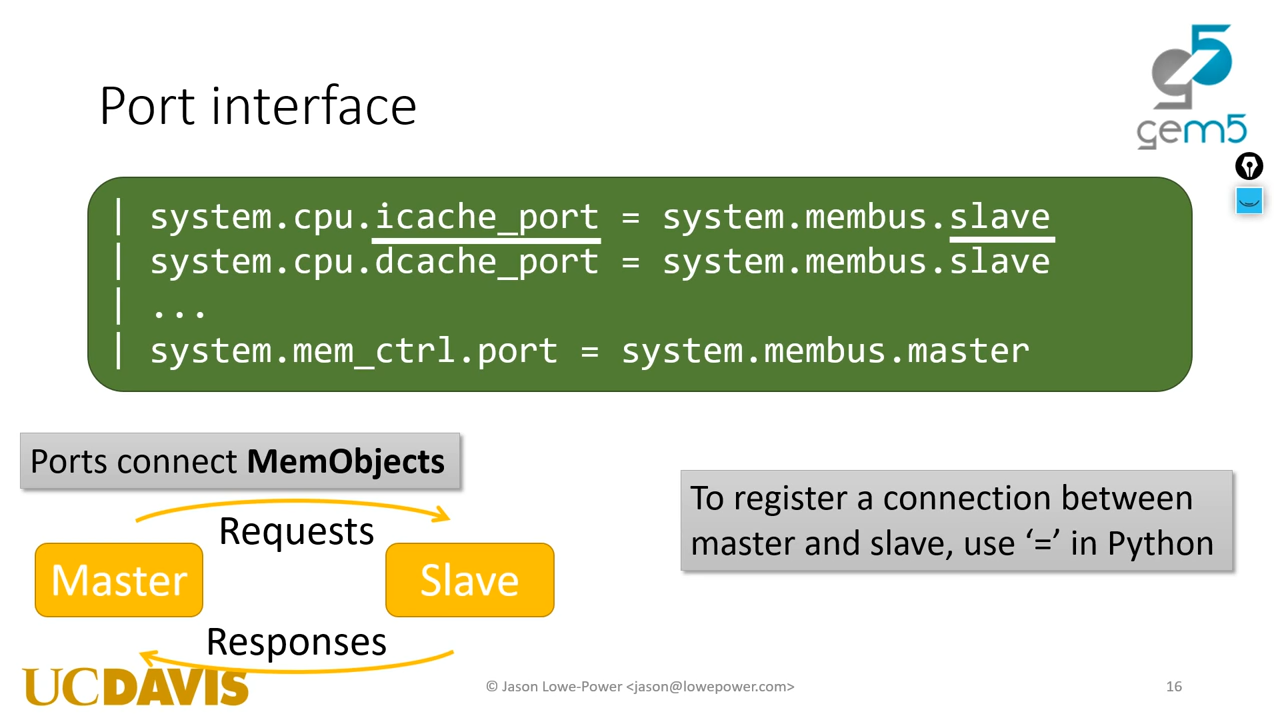 gem5
Port interface
| system.cpu.icache_port = system.membus.slave
| system.cpu.dcache_port = system.membus.slave
| ...
| system.mem_ctrl.port = system.membus.master
Ports connect MemObjects
Requests
Master
Slave
Responses
To register a connection between
master and slave, use ‘=’ in Python
UCDAVIS
© Jason Lowe-Power <jason@lowepower.com>
16